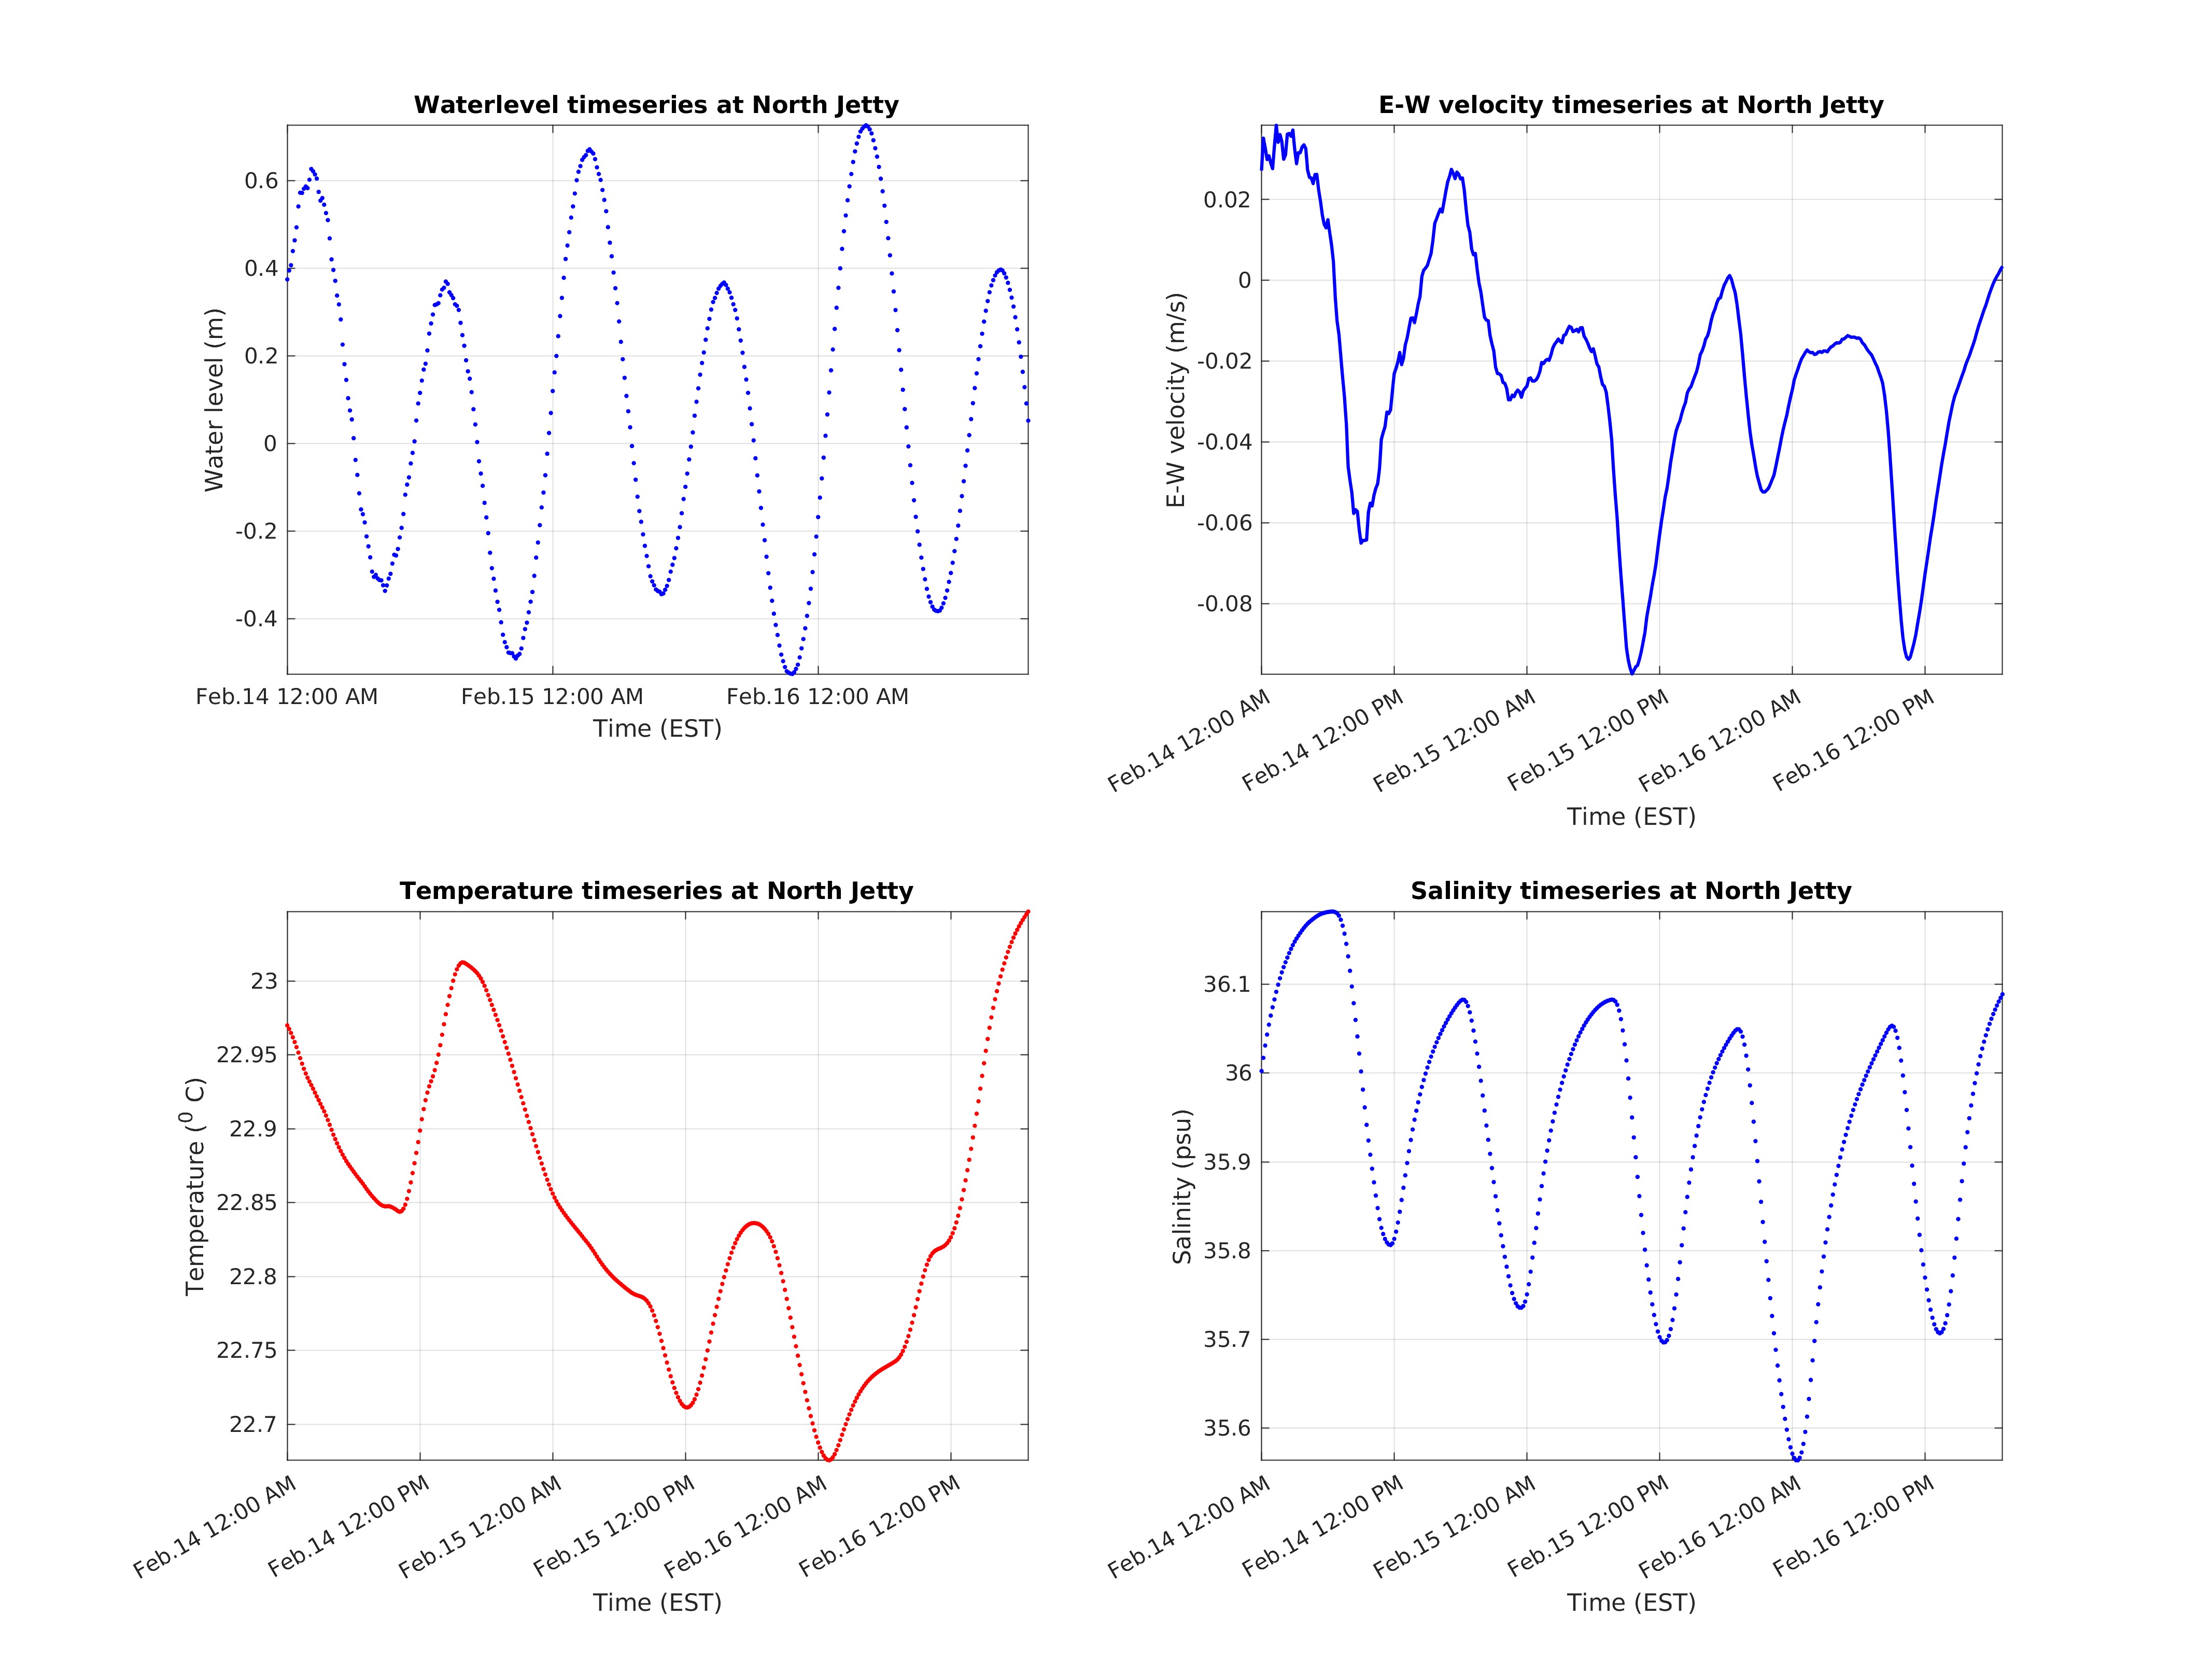 Waterlevel timeseries at North Jetty
Water level (m)
0.6
0.4
0.2
0
-0.2
-0.4
Feb.14 12:00 AM
Feb.15 12:00 AM
Feb.16 12:00 AM
Time (EST)
E-W velocity timeseries at North Jetty
E-W velocity (m/s)
0.02
0
-0.02
-0.04
-0.06
-0.08
Feb.14 12:00 AM
Feb.14 12:00 PM
Feb.15 12:00 AM
Feb.15 12:00 PM
Feb.16 12:00 AM
Feb.16 12:00 PM
Time (EST)
Temperature timeseries at North Jetty
Temperature (⁰ C)
23
22.95
22.9
22.85
22.8
22.75
22.7
Feb.14 12:00 AM
Feb.14 12:00 PM
Feb.15 12:00 AM
Feb.15 12:00 PM
Feb.16 12:00 AM
Feb.16 12:00 PM
Time (EST)
Salinity timeseries at North Jetty
Salinity (psu)
36.1
36
35.9
35.8
35.7
35.6
Feb.14 12:00 AM
Feb.14 12:00 PM
Feb.15 12:00 AM
Feb.15 12:00 PM
Feb.16 12:00 AM
Feb.16 12:00 PM
Time (EST)